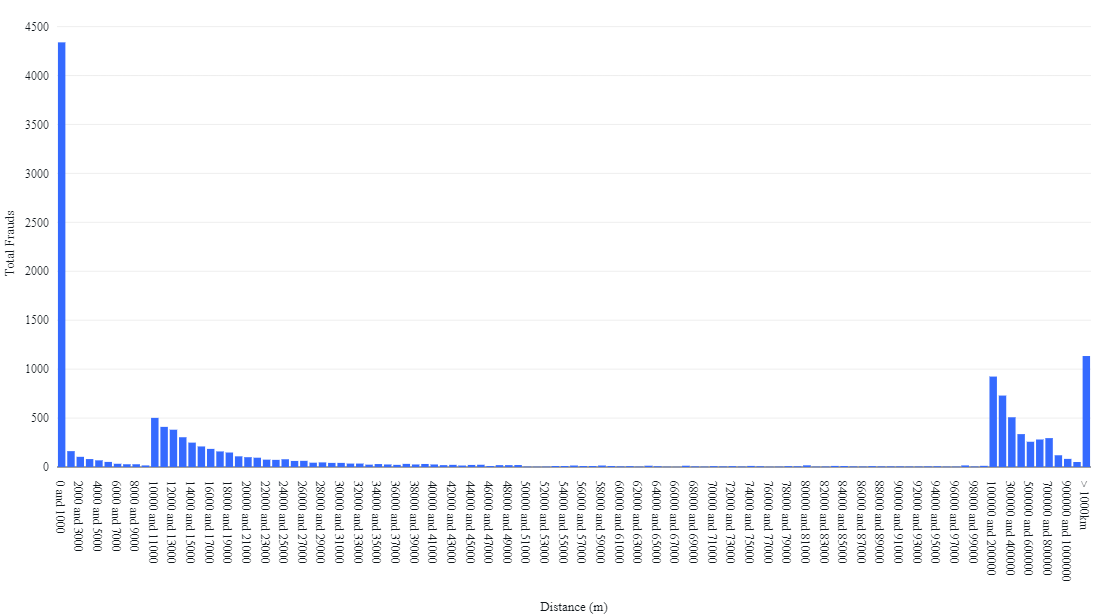 4500
4000
3500
3000
2500
2000
1500
1000
500
0
Total Frauds
0 and 1000
2000 and 3000
4000 and 5000
6000 and 7000
8000 and 9000
10000 and 11000
12000 and 13000
14000 and 15000
16000 and 17000
18000 and 19000
20000 and 21000
22000 and 23000
24000 and 25000
26000 and 27000
28000 and 29000
30000 and 31000
32000 and 33000
34000 and 35000
36000 and 37000
38000 and 39000
40000 and 41000
42000 and 43000
44000 and 45000
46000 and 47000
48000 and 49000
50000 and 51000
52000 and 53000
54000 and 55000
56000 and 57000
58000 and 59000
60000 and 61000
62000 and 63000
64000 and 65000
66000 and 67000
68000 and 69000
70000 and 71000
72000 and 73000
74000 and 75000
76000 and 77000
78000 and 79000
80000 and 81000
82000 and 83000
84000 and 85000
86000 and 87000
88000 and 89000
90000 and 91000
92000 and 93000
94000 and 95000
96000 and 97000
98000 and 99000
100000 and 200000
300000 and 400000
500000 and 600000
700000 and 800000
900000 and 1000000
> 1000km
Distance (m)